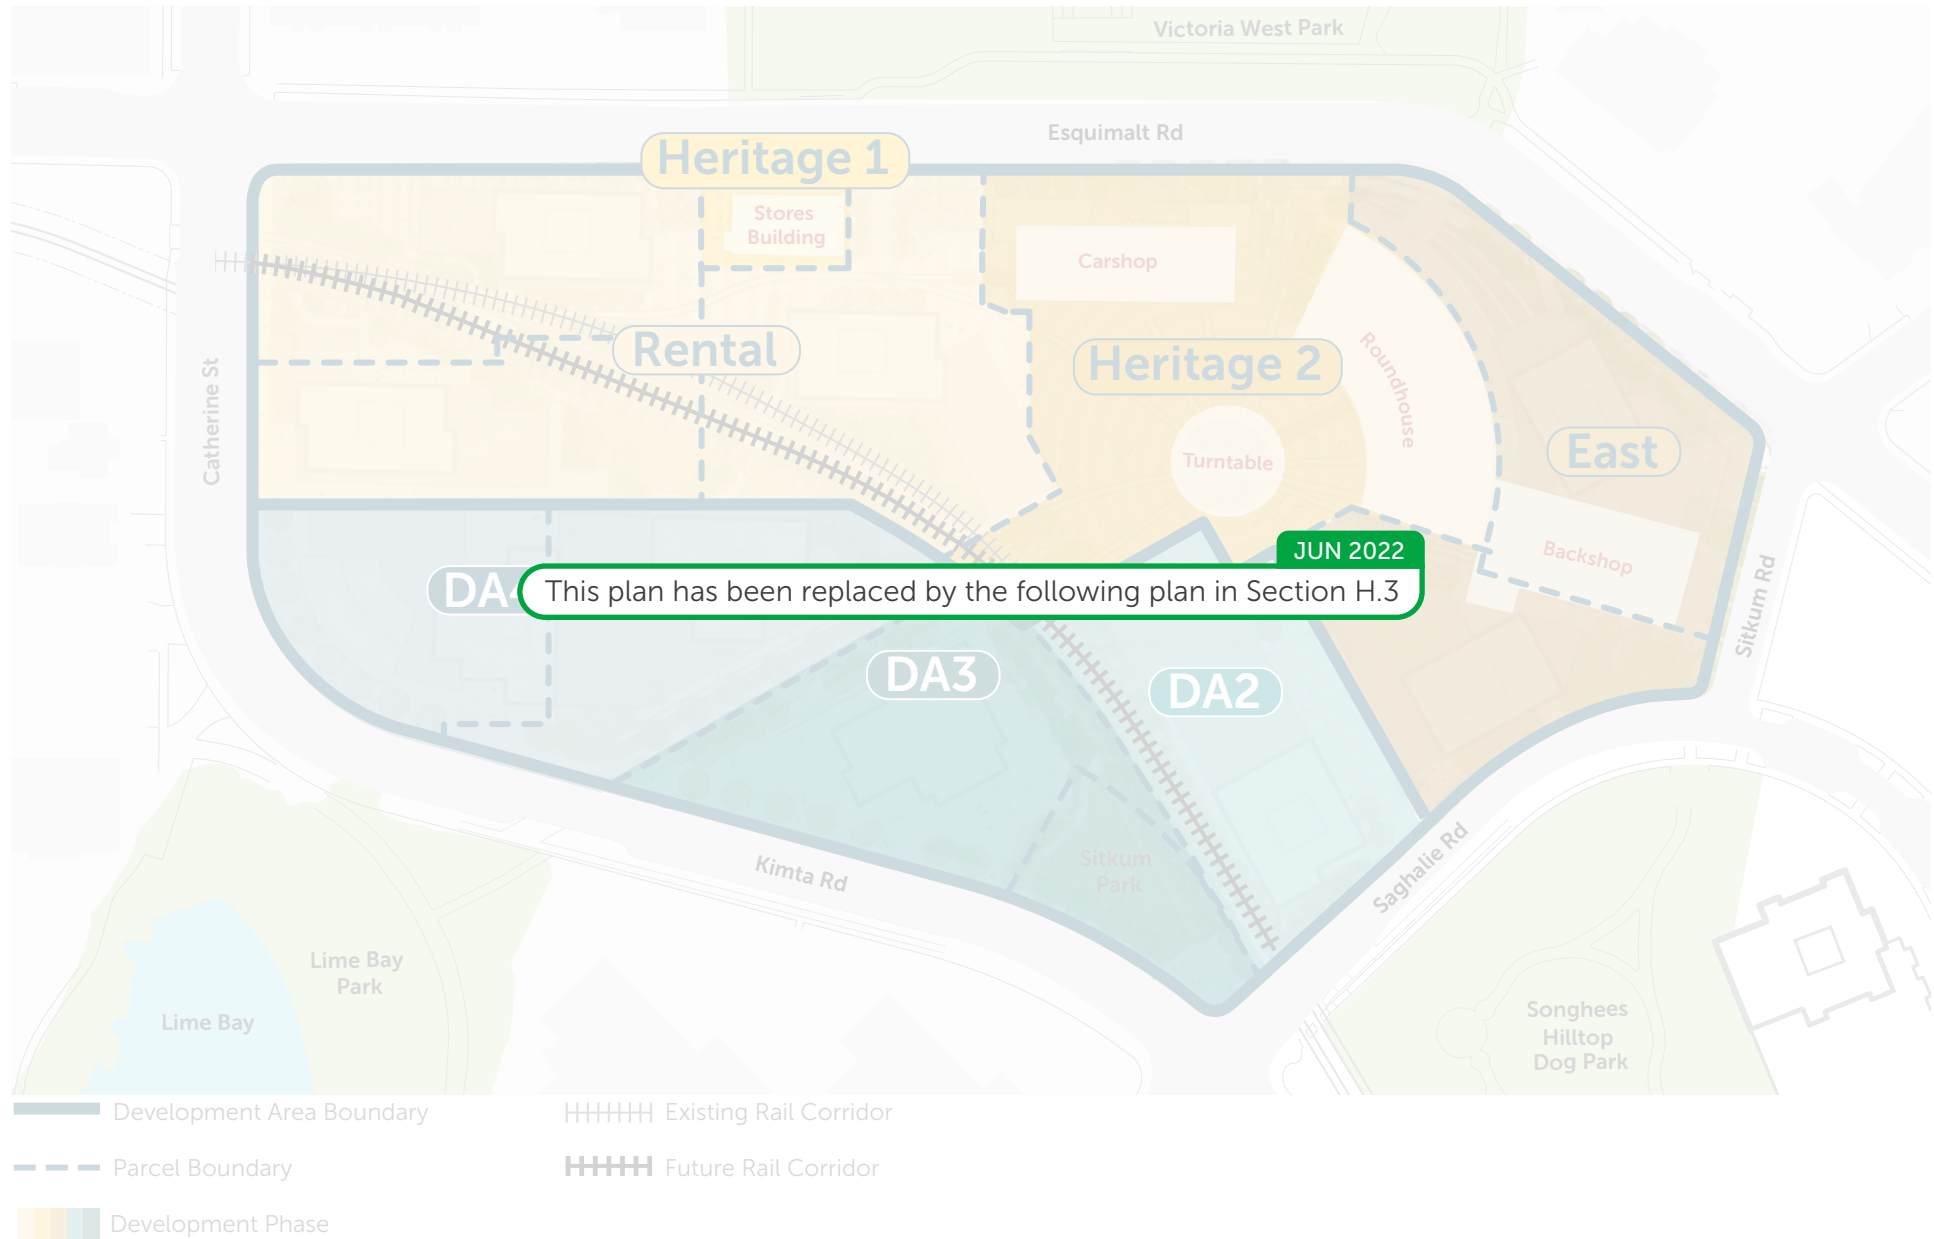 Victoria West Park
Esquimalt Rd
Heritage 1
Stores
Building
Carshop
Rental
Heritage 2
Roundhouse
Catherine St
Turntable
East
Backshop
JUN 2022
This plan has been replaced by the following plan in Section H.3
DA4
Sitkum Rd
DA3
DA2
Sitkum
Park
Kimta Rd
Saghalie Rd
Lime Bay
Park
Lime Bay
Songhees
Hilltop
Dog Park
Development Area Boundary
Existing Rail Corridor
Parcel Boundary
Future Rail Corridor
Development Phase